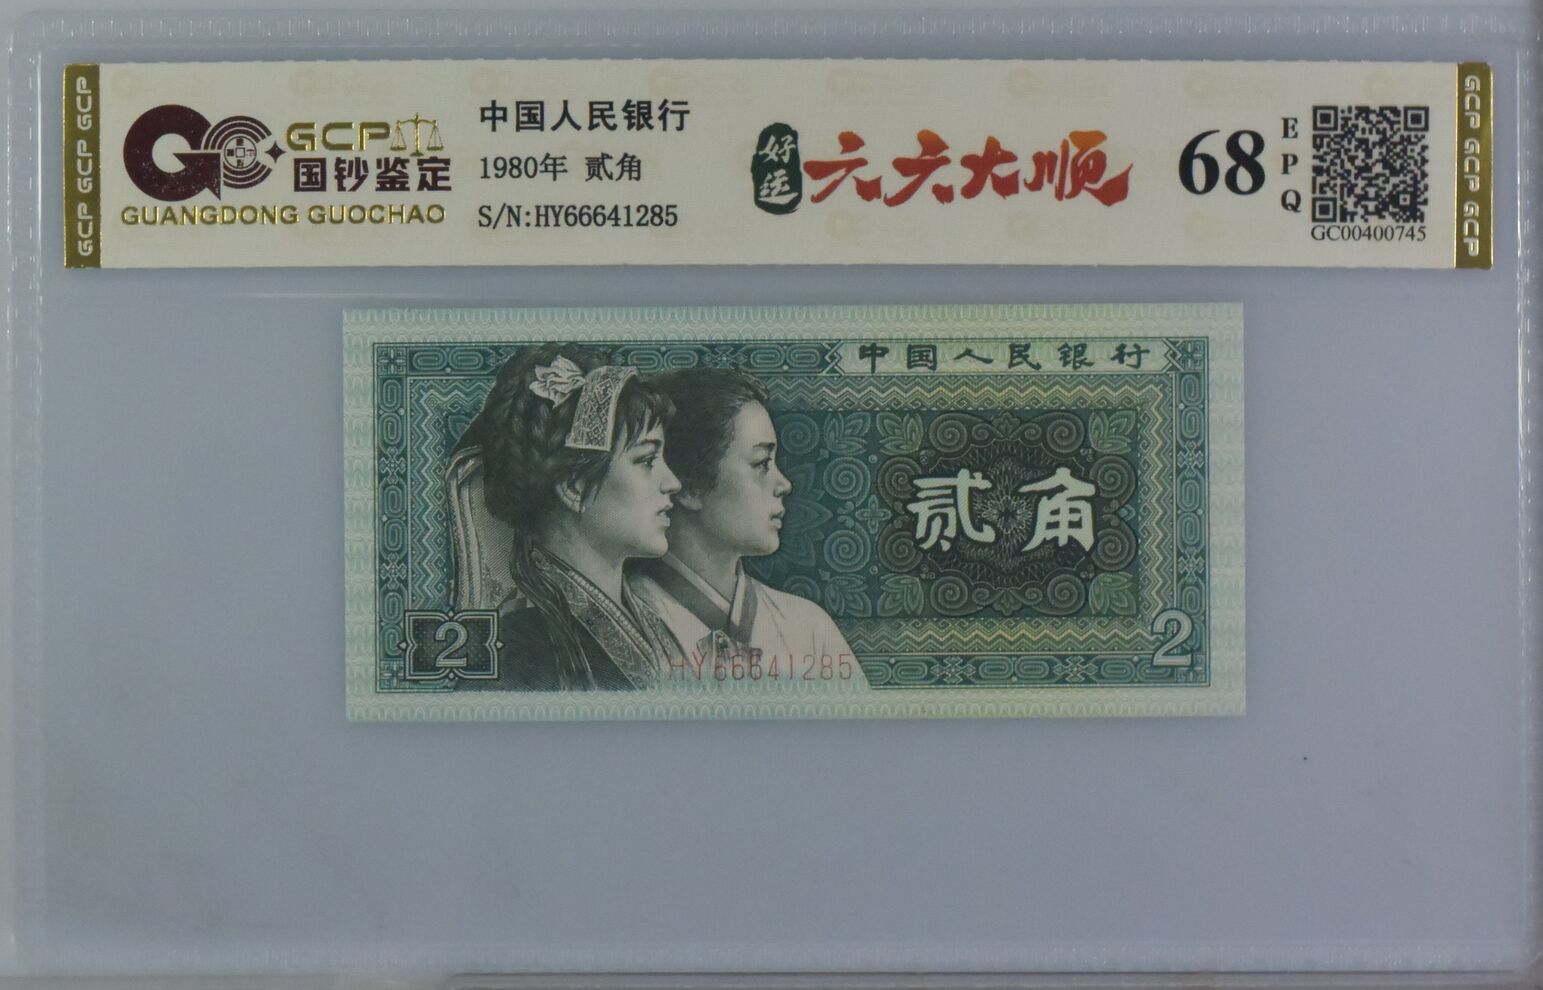 GCP GCP GCP
GCP
国钞鉴定
GUANGDONG GUOCHAO
中国人民银行
1980年 贰角
S/N:HY66641285
好运
六六大顺
68
EPQ
GC00400745
GCP GCP GCP
中国人民银行
贰角
2
2
HY66641285